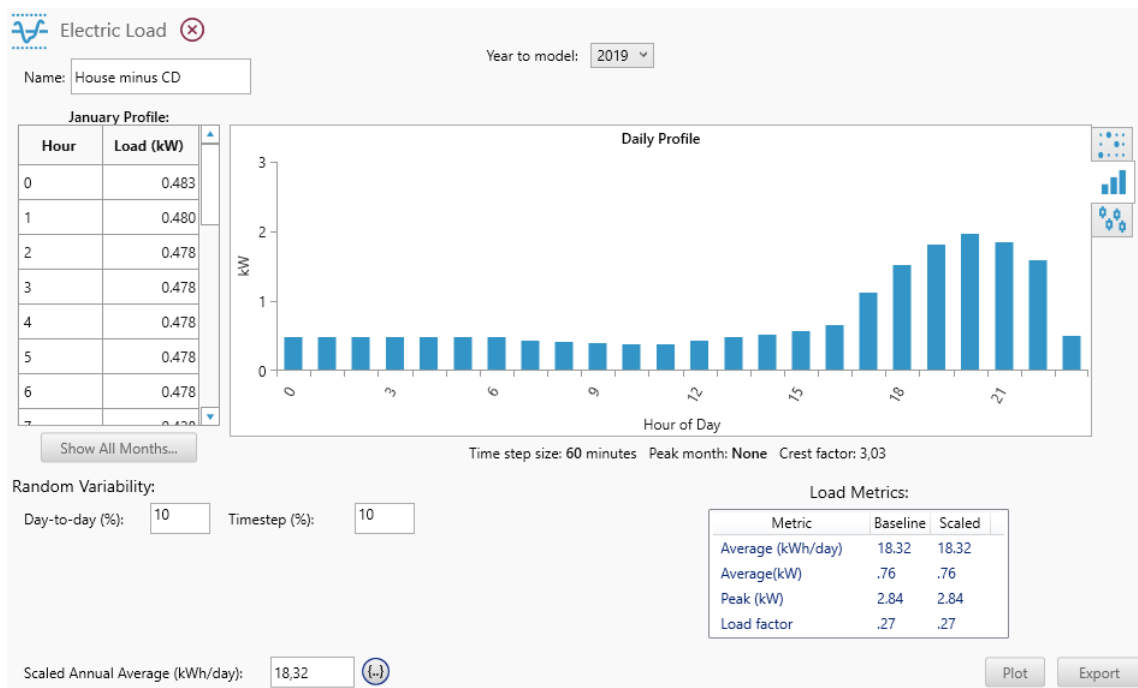 Electric Load
Year to model: 2019
Name: House minus CD
January Profile:
Hour Load (kW)
0 0.483
1 0.480
2 0.478
3 0.478
4 0.478
5 0.478
6 0.478
Daily Profile
3
2
1
0
kW
0 3 6 9 12 15 18 21
Hour of Day
Show All Months...
Time step size: 60 minutes Peak month: None Crest factor: 3,03
Random Variability:
Day-to-day (%): 10 Timestep (%): 10
Load Metrics:
Metric Baseline Scaled
Average (kWh/day) 18.32 18.32
Average(kW) .76 .76
Peak (kW) 2.84 2.84
Load factor .27 .27
Scaled Annual Average (kWh/day): 18,32 {..}
Plot Export